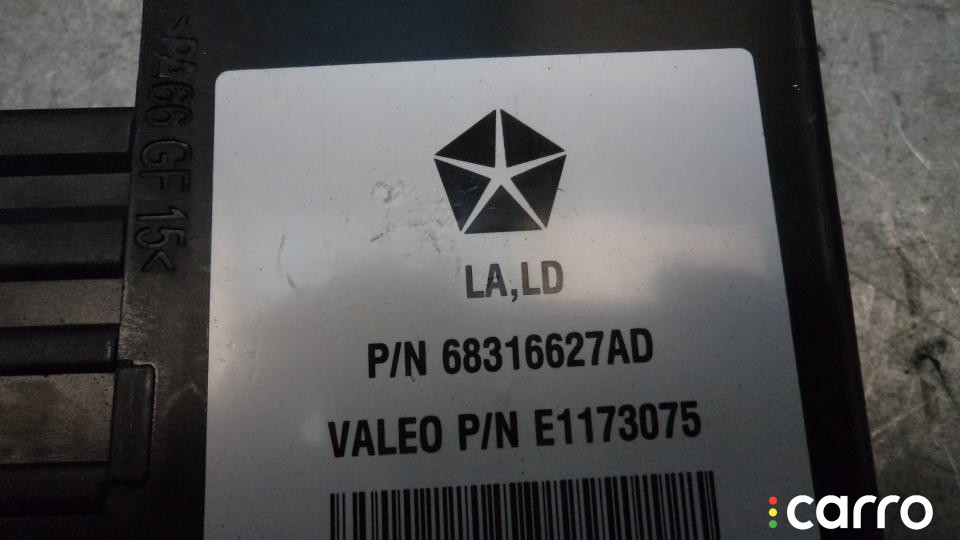 <PA66 GF 15<
LA,LD
P/N 68316627AD
VALEO P/N E1173075
carro